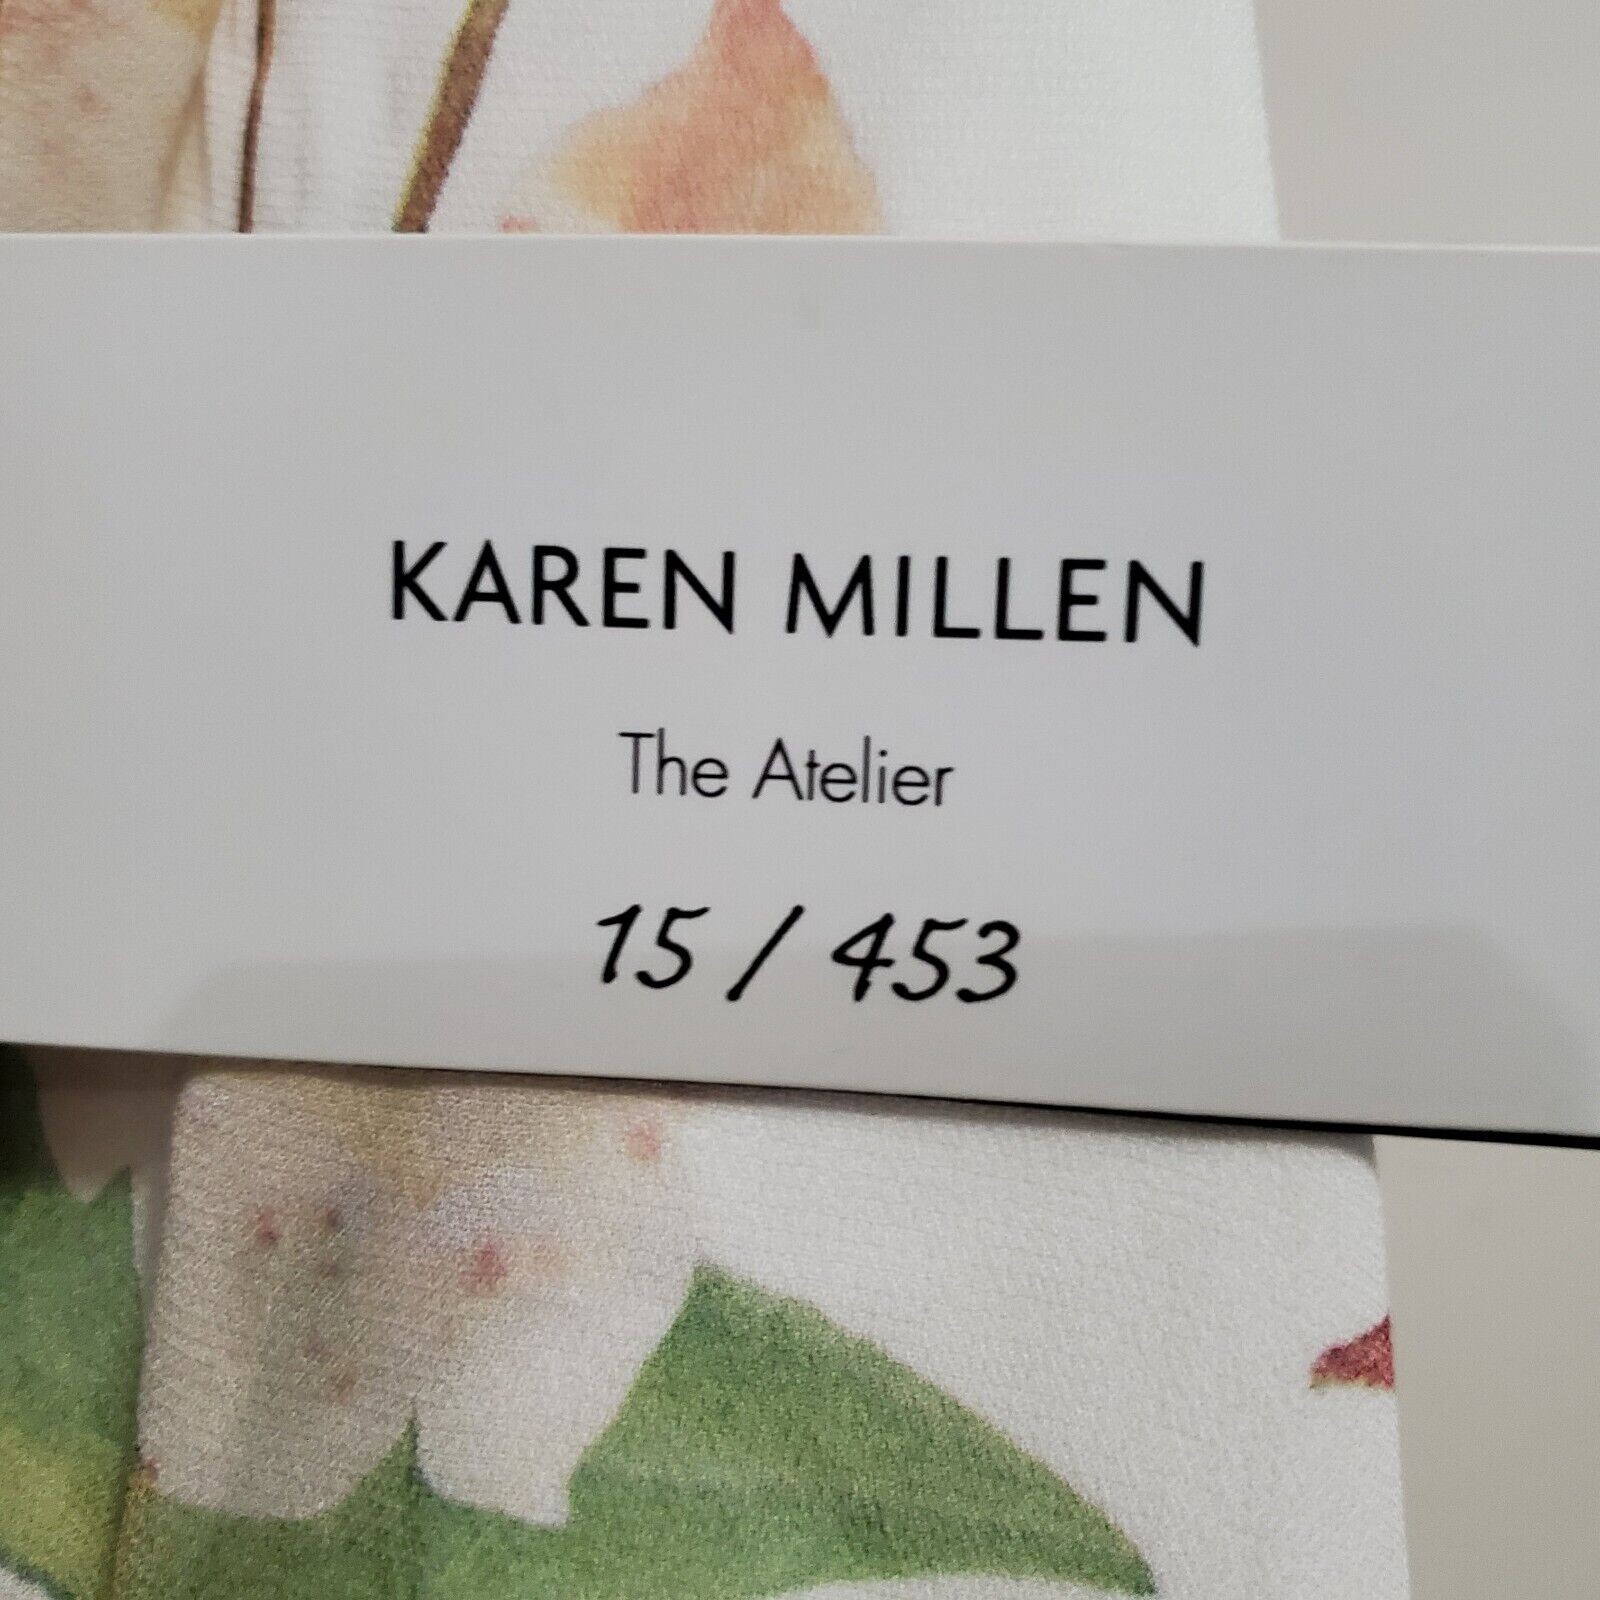 KAREN MILLEN
The Atelier
15 / 453